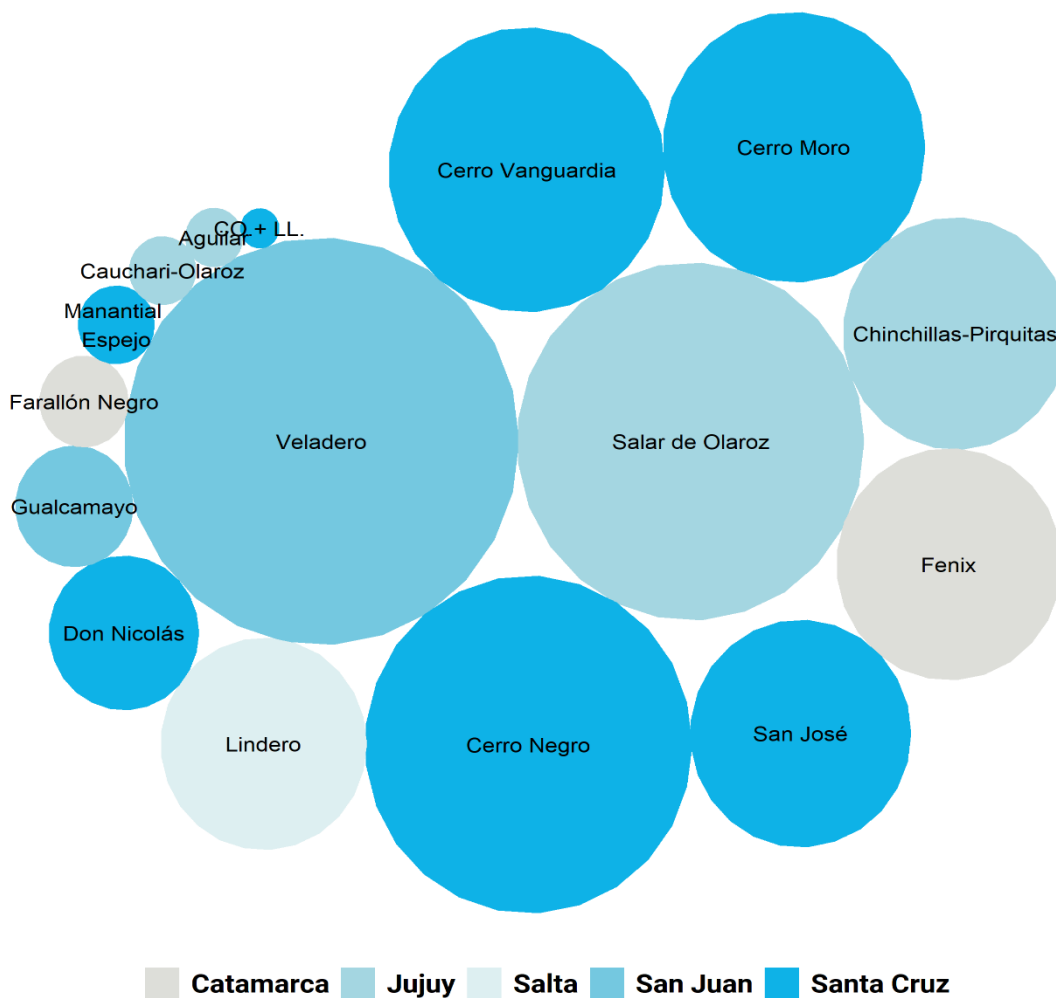 Cerro Moro
Cerro Vanguardia
CO.+ LL.
Aguilar
Cauchari-Olaroz
Manantial
Espejo
Chinchillas-Pirquitas
Farallón Negro
Veladero
Salar de Olaroz
Gualcamayo
Fenix
Don Nicolás
Lindero
Cerro Negro
San José
Catamarca Jujuy Salta San Juan Santa Cruz